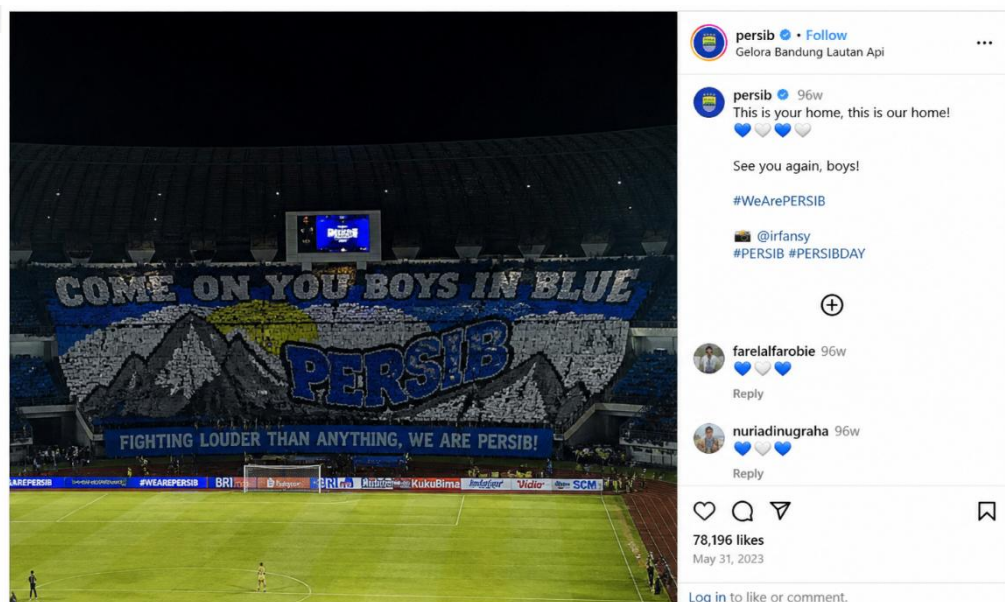 COME ON YOU BOYS IN BLUE
PERSIB
FIGHTING LOUDER THAN ANYTHING, WE ARE PERSIB!
AREPERSIB
#WEAREPERSIB
BRI
KukuBima
Indofood
Vidio
SCM
persib • Follow
Gelora Bandung Lautan Api
persib 96w
This is your home, this is our home!
💙🤍💙🤍
See you again, boys!
#WeArePERSIB
📸 @irfansy
#PERSIB #PERSIBDAY
farelalfarobie 96w
💙🤍💙
Reply
nuriadinugraha 96w
💙🤍💙
Reply
78,196 likes
May 31, 2023
Log in to like or comment.